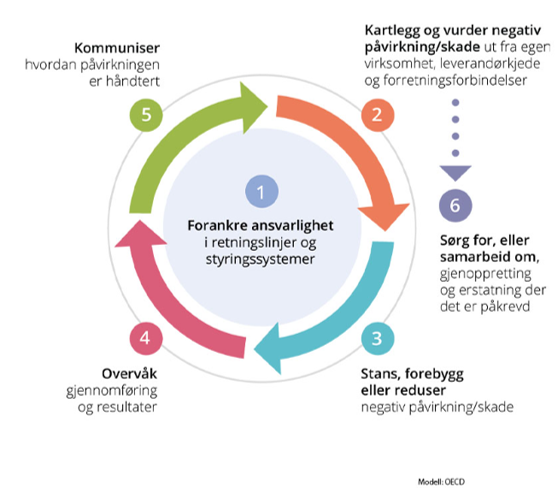 1
Forankre ansvarlighet
i retningslinjer og
styringssystemer
2
Kartlegg og vurder negativ
påvirkning/skade ut fra egen
virksomhet, leverandørkjede
og forretningsforbindelser
3
Stans, forebygg
eller reduser
negativ påvirkning/skade
4
Overvåk
gjennomføring
og resultater
5
Kommuniser
hvordan påvirkningen
er håndtert
6
Sørg for, eller
samarbeid om,
gjenoppretting
og erstatning der
det er påkrevd
Modell: OECD